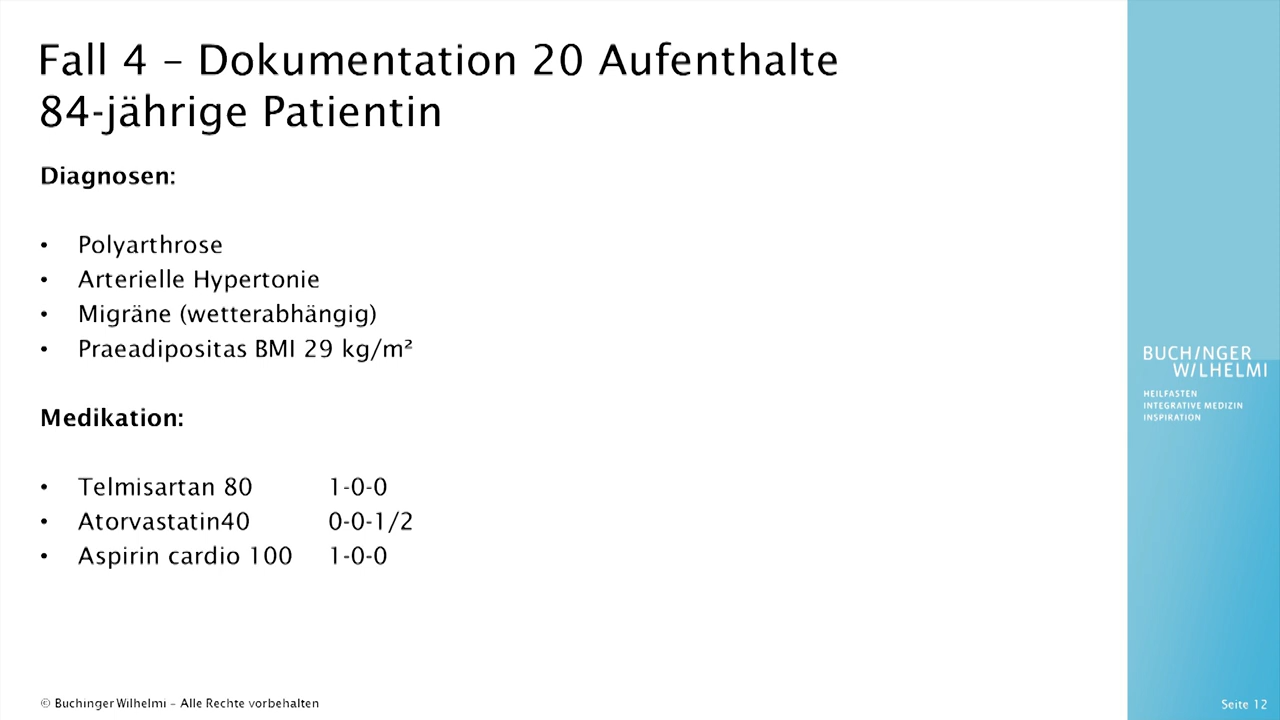 Fall 4 – Dokumentation 20 Aufenthalte
84-jährige Patientin
Diagnosen:
• Polyarthrose
• Arterielle Hypertonie
• Migräne (wetterabhängig)
• Praeadipositas BMI 29 kg/m²
Medikation:
• Telmisartan 80 1-0-0
• Atorvastatin40 0-0-1/2
• Aspirin cardio 100 1-0-0
BUCHINGER
WILHELMI
HEILFASTEN
INTEGRATIVE MEDIZIN
INSPIRATION
© Buchinger Wilhelmi – Alle Rechte vorbehalten
Seite 12